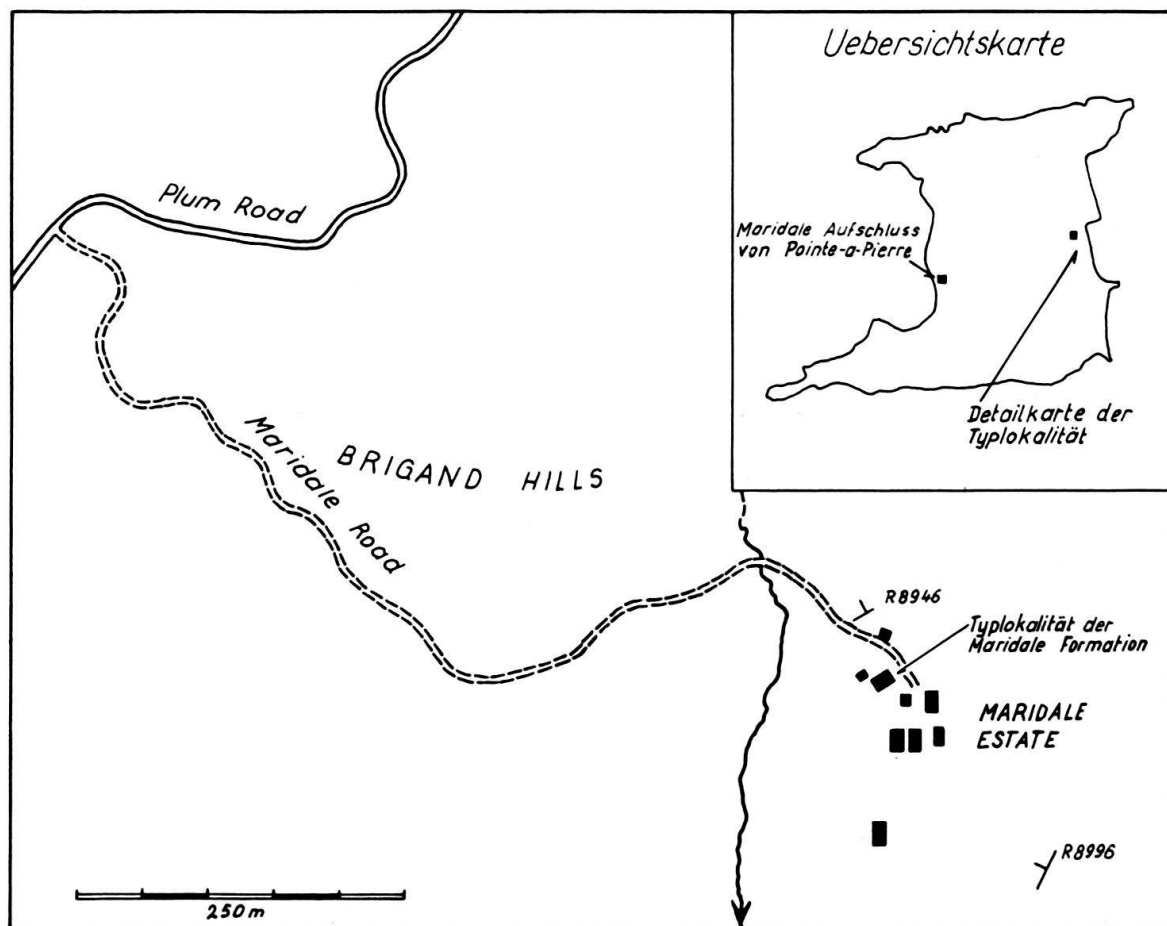 Uebersichtskarte
Plum Road
Maridale Aufschluss
von Pointe-a-Pierre
Detailkarte der
Typlokalität
Maridale Road
BRIGAND HILLS
R8946
Typlokalität der
Maridale Formation
MARIDALE
ESTATE
R8996
250m